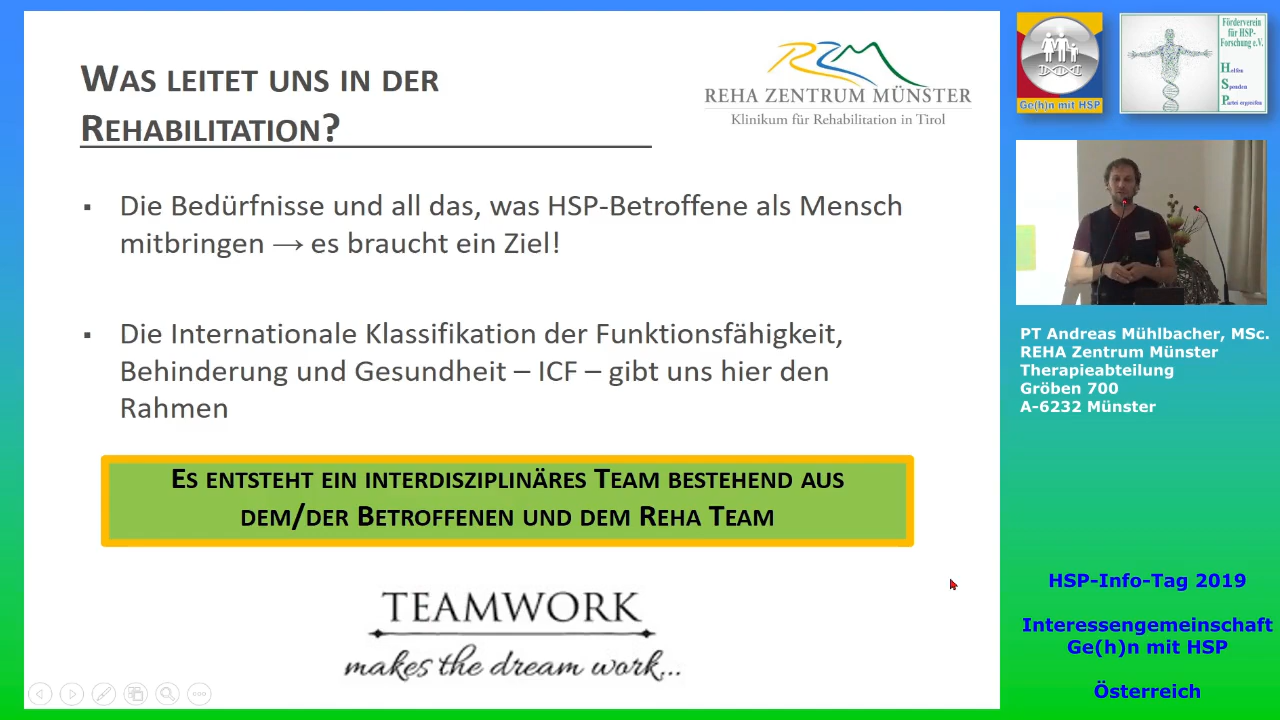 WAS LEITET UNS IN DER
REHABILITATION?
REHA ZENTRUM MÜNSTER
Klinikum für Rehabilitation in Tirol
▪ Die Bedürfnisse und all das, was HSP-Betroffene als Mensch
mitbringen → es braucht ein Ziel!
▪ Die Internationale Klassifikation der Funktionsfähigkeit,
Behinderung und Gesundheit – ICF – gibt uns hier den
Rahmen
ES ENTSTEHT EIN INTERDISZIPLINÄRES TEAM BESTEHEND AUS
DEM/DER BETROFFENEN UND DEM REHA TEAM
TEAMWORK
makes the dream work...
Ge(h)n mit HSP
Förderverein
für HSP-
Forschung e.V.
Helfen
Spenden
Partei ergreifen
PT Andreas Mühlbacher, MSc.
REHA Zentrum Münster
Therapieabteilung
Gröben 700
A-6232 Münster
HSP-Info-Tag 2019
Interessengemeinschaft
Ge(h)n mit HSP
Österreich